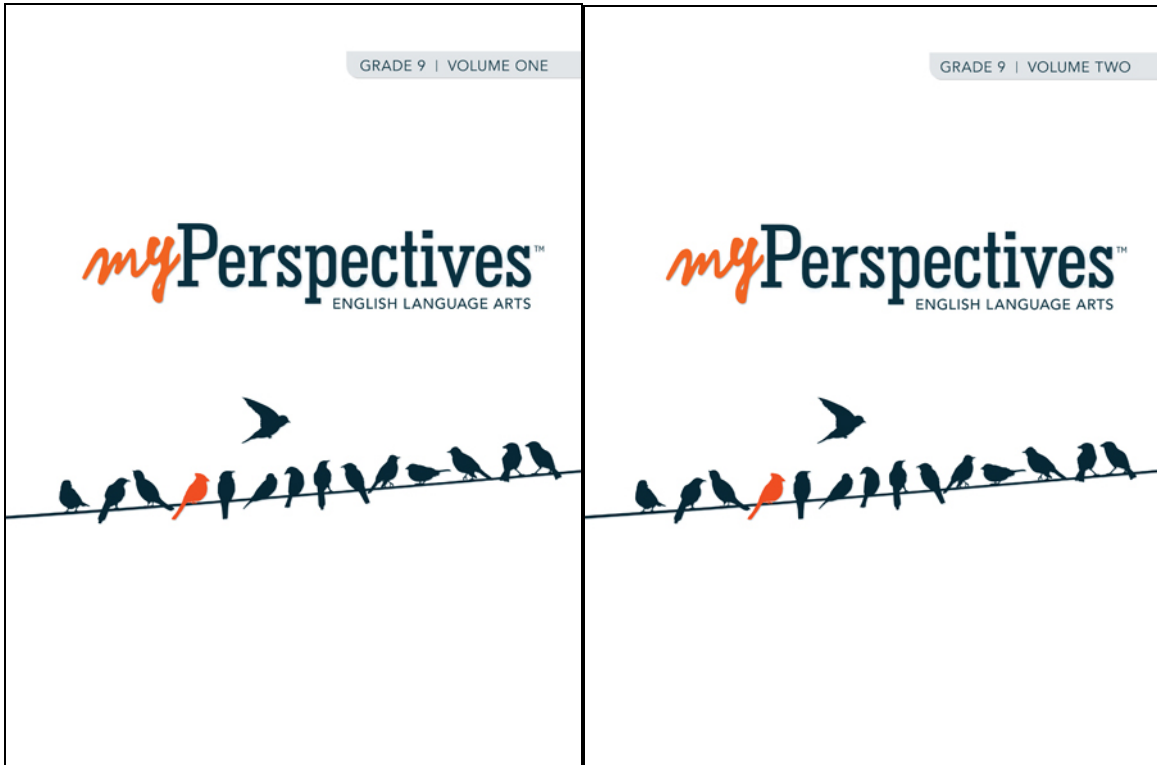 GRADE 9 | VOLUME ONE
myPerspectives™
ENGLISH LANGUAGE ARTS
GRADE 9 | VOLUME TWO
myPerspectives™
ENGLISH LANGUAGE ARTS